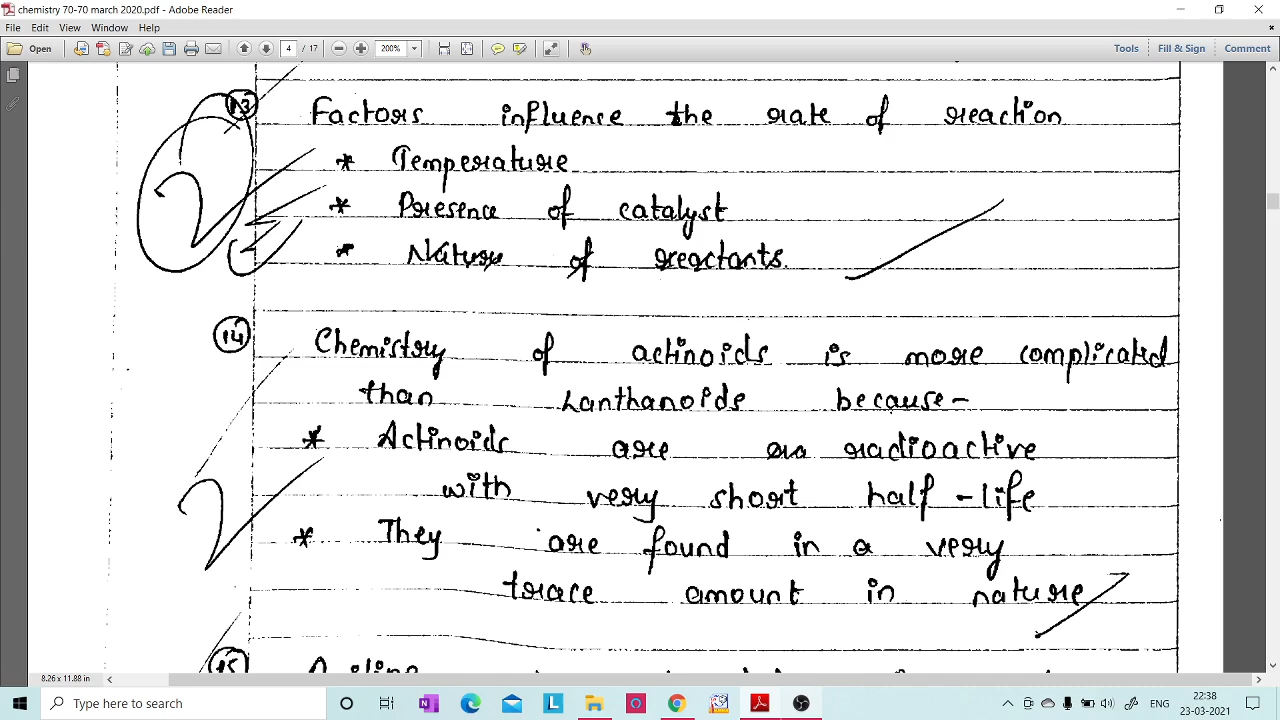 chemistry 70-70 march 2020.pdf - Adobe Reader
File Edit View Window Help
Open 4 / 17 200% Tools Fill & Sign Comment
13 Factors influence the rate of reaction
* Temperature
* Presence of catalyst
* Nature of reactants.
14 Chemistry of actinoids is more complicated
than Lanthanoids because-
* Actinoids are radioactive
with very short half-life
* They are found in a very
trace amount in nature
15
8.26 x 11.88 in
Type here to search
ENG
22:38
23-03-2021